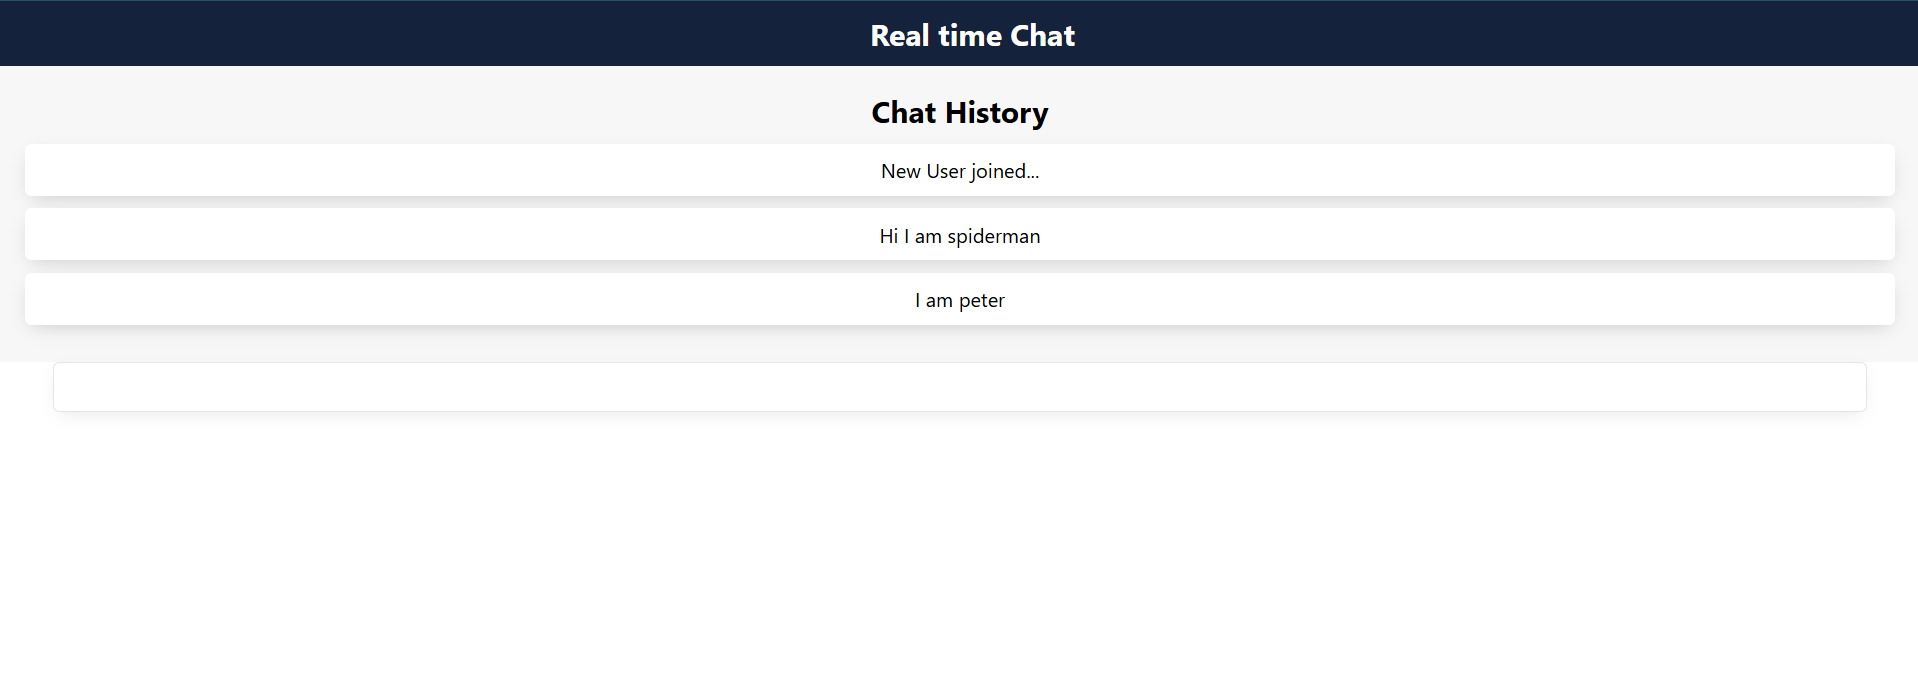 Real time Chat
Chat History
New User joined...
Hi I am spiderman
I am peter